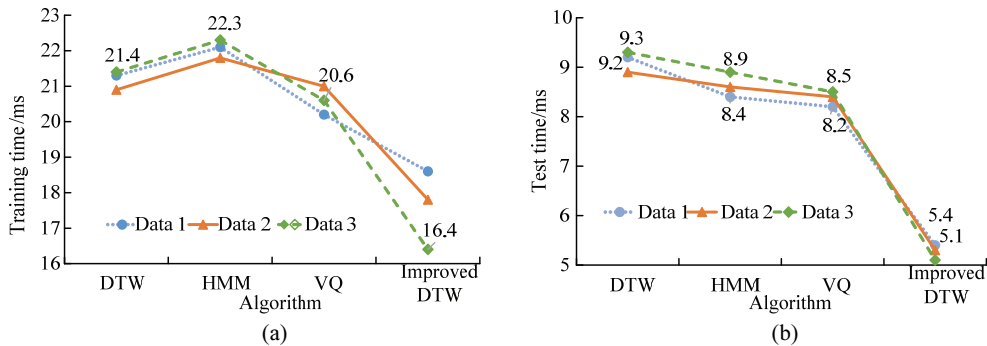 23
22
21
20
19
18
17
16
Training time/ms
21.4
22.3
20.6
16.4
Data 1
Data 2
Data 3
DTW
HMM
VQ
Improved
DTW
Algorithm
(a)
10
9
8
7
6
5
Test time/ms
9.3
9.2
8.9
8.4
8.5
8.2
5.4
5.1
Data 1
Data 2
Data 3
DTW
HMM
VQ
Improved
DTW
Algorithm
(b)